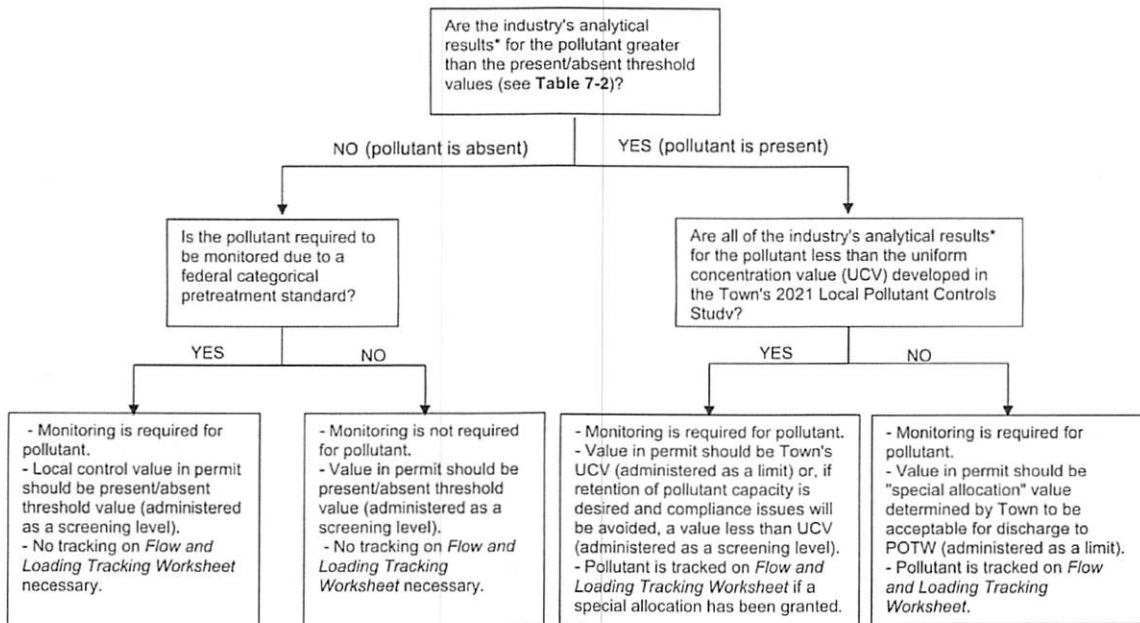 Are the industry's analytical
results* for the pollutant greater
than the present/absent threshold
values (see Table 7-2)?
NO (pollutant is absent)
YES (pollutant is present)
Is the pollutant required to
be monitored due to a
federal categorical
pretreatment standard?
Are all of the industry's analytical results*
for the pollutant less than the uniform
concentration value (UCV) developed in
the Town's 2021 Local Pollutant Controls
Study?
YES
NO
YES
NO
- Monitoring is required for
pollutant.
- Local control value in permit
should be present/absent
threshold value (administered
as a screening level).
- No tracking on Flow and
Loading Tracking Worksheet
necessary.
- Monitoring is not required
for pollutant.
- Value in permit should be
present/absent threshold
value (administered as a
screening level).
- No tracking on Flow and
Loading Tracking
Worksheet necessary.
- Monitoring is required for pollutant.
- Value in permit should be Town's
UCV (administered as a limit) or, if
retention of pollutant capacity is
desired and compliance issues will
be avoided, a value less than UCV
(administered as a screening level).
- Pollutant is tracked on Flow and
Loading Tracking Worksheet if a
special allocation has been granted.
- Monitoring is required for
pollutant.
- Value in permit should be
"special allocation" value
determined by Town to be
acceptable for discharge to
POTW (administered as a limit).
- Pollutant is tracked on Flow
and Loading Tracking
Worksheet.